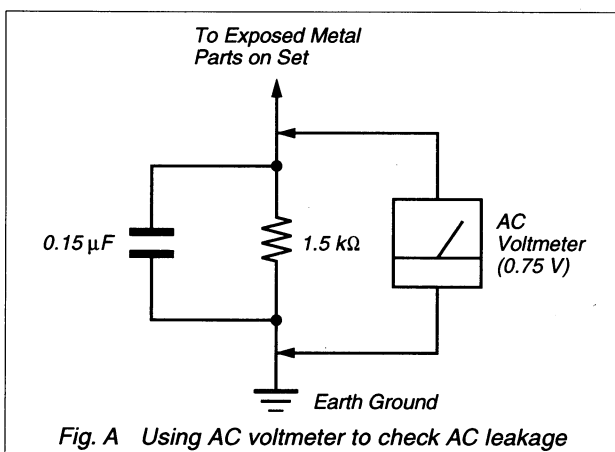 To Exposed Metal
Parts on Set
0.15 µF
1.5 kΩ
AC
Voltmeter
(0.75 V)
Earth Ground
Fig. A Using AC voltmeter to check AC leakage